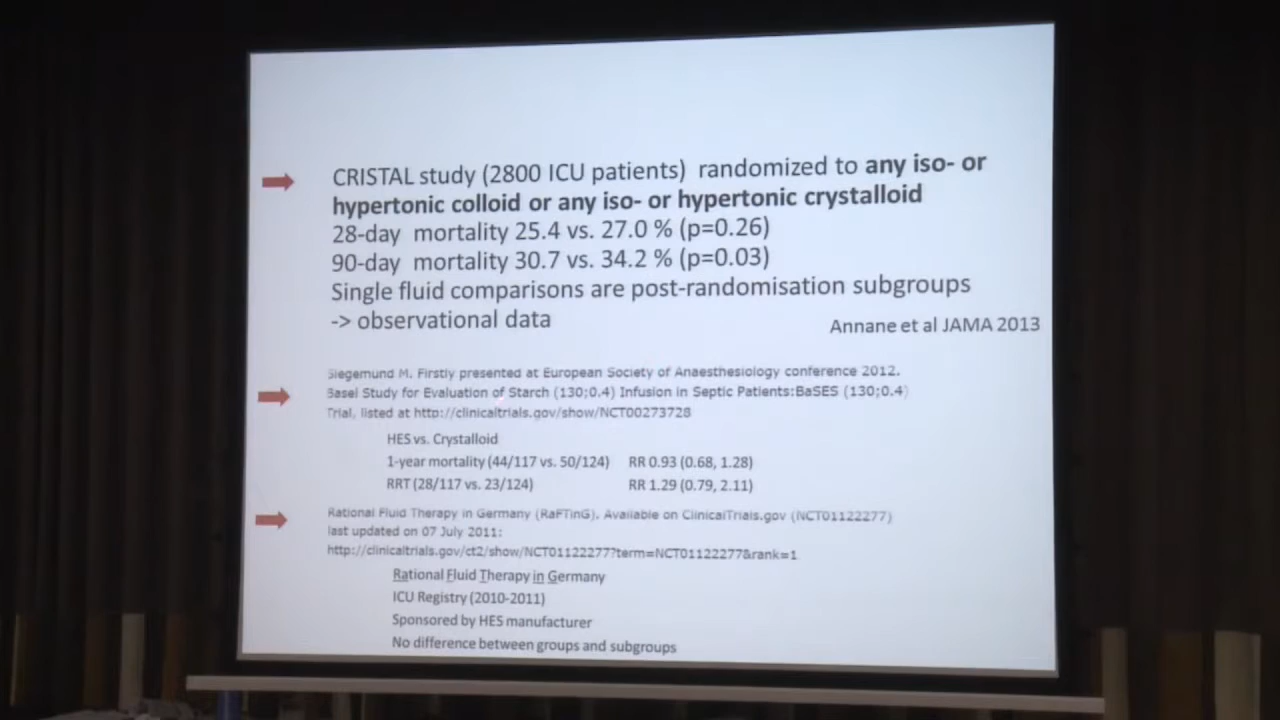 CRISTAL study (2800 ICU patients) randomized to any iso- or
hypertonic colloid or any iso- or hypertonic crystalloid
28-day mortality 25.4 vs. 27.0 % (p=0.26)
90-day mortality 30.7 vs. 34.2 % (p=0.03)
Single fluid comparisons are post-randomisation subgroups
-> observational data
Annane et al JAMA 2013
Siegemund M. Firstly presented at European Society of Anaesthesiology conference 2012.
Basel Study for Evaluation of Starch (130;0.4) Infusion in Septic Patients:BaSES (130;0.4)
Trial, listed at http://clinicaltrials.gov/show/NCT00273728
HES vs. Crystalloid
1-year mortality (44/117 vs. 50/124) RR 0.93 (0.68, 1.28)
RRT (28/117 vs. 23/124) RR 1.29 (0.79, 2.11)
Rational Fluid Therapy in Germany (RaFTinG). Available on ClinicalTrials.gov (NCT01122277)
last updated on 07 July 2011:
http://clinicaltrials.gov/ct2/show/NCT01122277?term=NCT01122277&rank=1
Rational Fluid Therapy in Germany
ICU Registry (2010-2011)
Sponsored by HES manufacturer
No difference between groups and subgroups